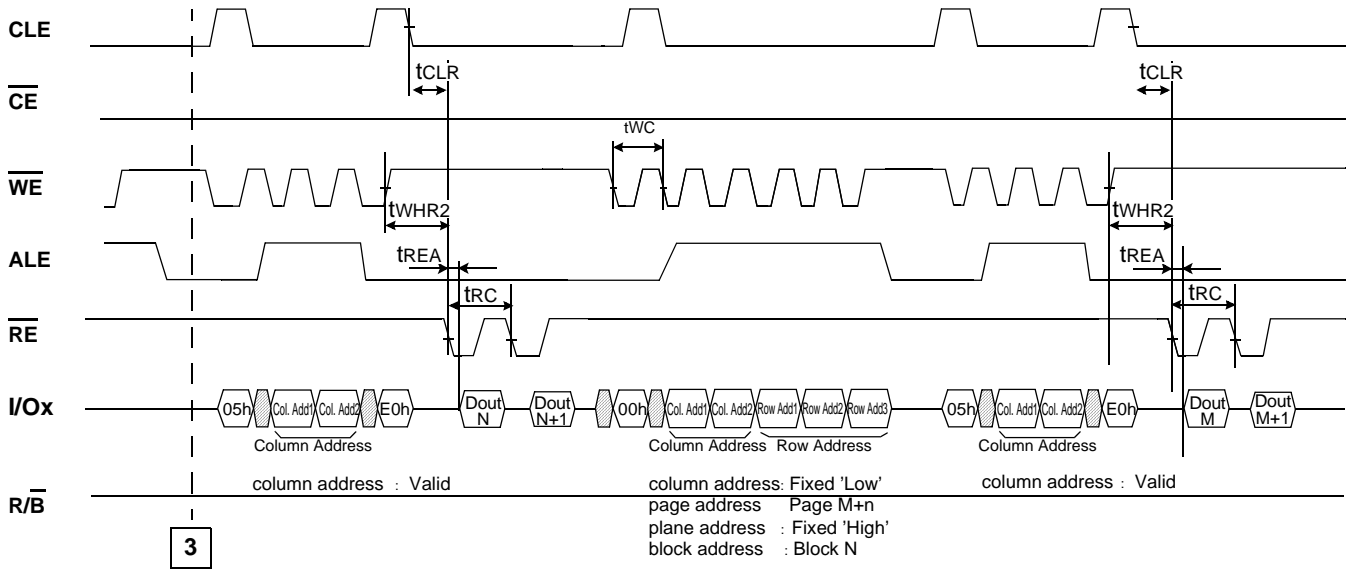 CLE
tCLR
tCLR
CE
tWC
WE
tWHR2
tWHR2
ALE
tREA
tREA
tRC
tRC
RE
I/Ox
05h Col. Add1 Col. Add2 E0h Dout N Dout N+1 00h Col. Add1 Col. Add2 Row Add1 Row Add2 Row Add3 05h Col. Add1 Col. Add2 E0h Dout M Dout M+1
Column Address Column Address Row Address Column Address
column address : Valid
column address: Fixed 'Low'
page address Page M+n
plane address : Fixed 'High'
block address : Block N
column address : Valid
R/B
3